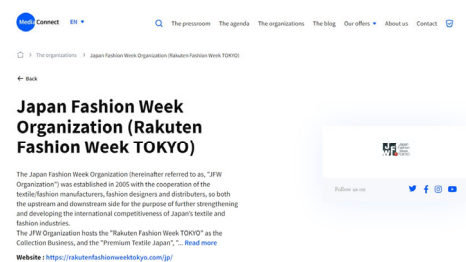 Media Connect
EN
The pressroom The agenda The organizations The blog Our offers About us Contact
The organizations Japan Fashion Week Organization (Rakuten Fashion Week TOKYO)
← Back
Japan Fashion Week
Organization (Rakuten
Fashion Week TOKYO)
The Japan Fashion Week Organization (hereinafter referred to as, "JFW
Organization") was established in 2005 with the cooperation of the
textile/fashion manufacturers, fashion designers and distributors, so both
the upstream and downstream side for the purpose of further strengthening
and developing the international competitiveness of Japan's textile and
fashion industries.
The JFW Organization hosts the "Rakuten Fashion Week TOKYO" as the
Collection Business, and the "Premium Textile Japan", "... Read more
Website : https://rakutenfashionweektokyo.com/jp/
Follow us on